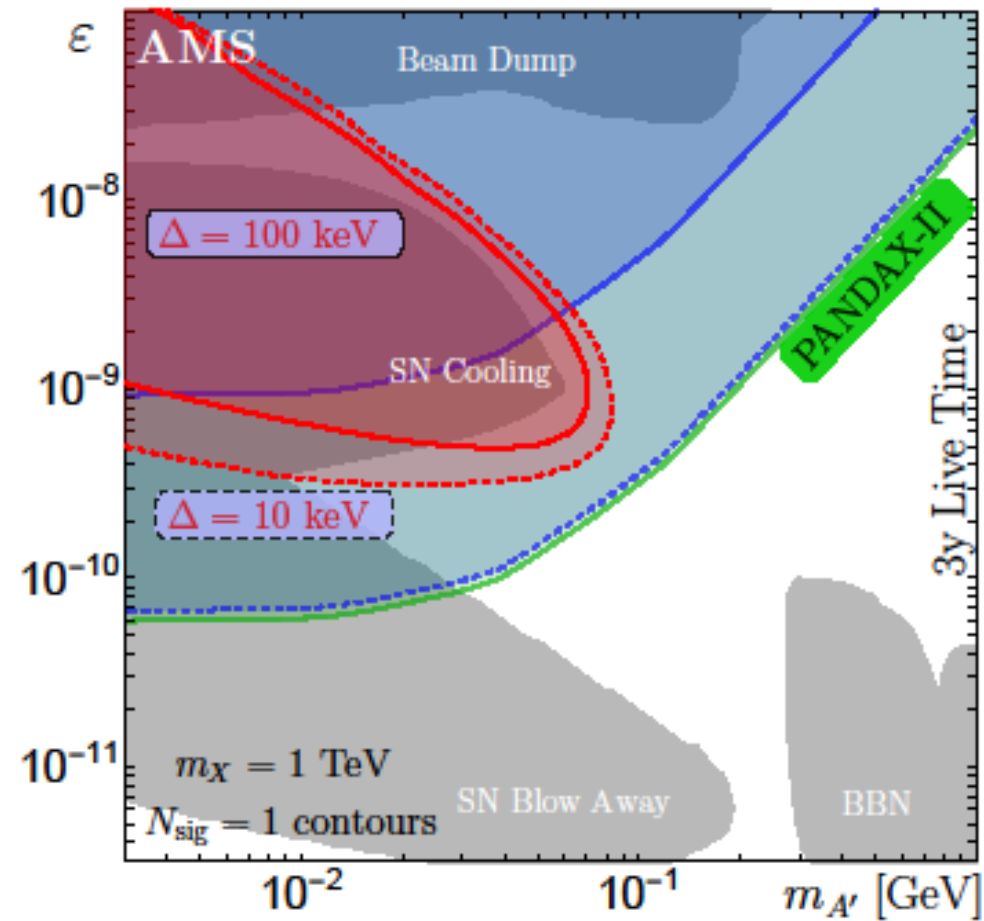 ε
AMS
Beam Dump
10⁻⁸
Δ = 100 keV
PANDAX-II
SN Cooling
10⁻⁹
3y Live Time
Δ = 10 keV
10⁻¹⁰
10⁻¹¹
m_X = 1 TeV
SN Blow Away
BBN
N_sig = 1 contours
10⁻²
10⁻¹
m_A′ [GeV]